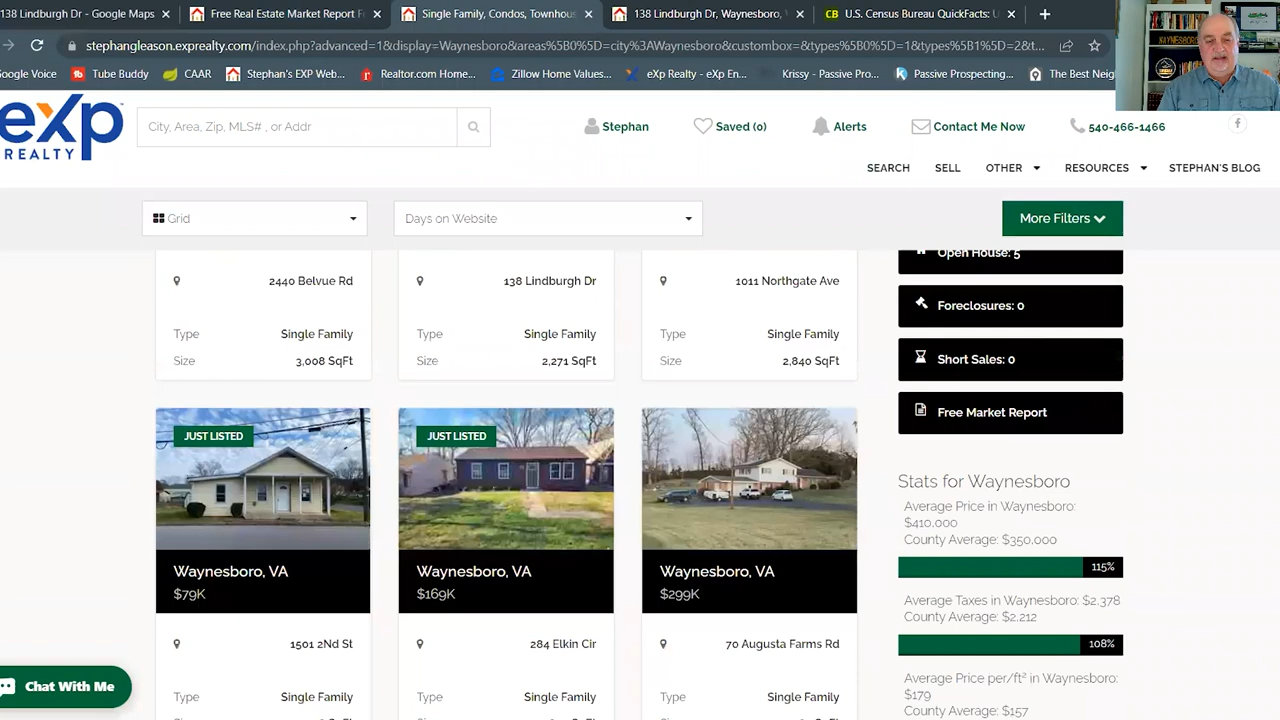 138 Lindburgh Dr - Google Maps
Free Real Estate Market Report F
Single Family, Condos, Townhous
138 Lindburgh Dr, Waynesboro,
U.S. Census Bureau QuickFacts: U
stephangleason.exprealty.com/index.php?advanced=1&display=Waynesboro&custombox=&types%5B0%5D=1&types%5B1%5D=2&t...
Google Voice
Tube Buddy
CAAR
Stephan's EXP Web...
Realtor.com Home...
Zillow Home Values...
eXp Realty - eXp En...
Krissy - Passive Pro...
Passive Prospecting...
The Best Neig
eXp
REALTY
City, Area, Zip, MLS# , or Addr
Stephan
Saved (0)
Alerts
Contact Me Now
540-466-1466
SEARCH
SELL
OTHER
RESOURCES
STEPHAN'S BLOG
Grid
Days on Website
More Filters
2440 Belvue Rd
Type Single Family
Size 3,008 SqFt
138 Lindburgh Dr
Type Single Family
Size 2,271 SqFt
1011 Northgate Ave
Type Single Family
Size 2,840 SqFt
JUST LISTED
Waynesboro, VA
$79K
1501 2Nd St
Type Single Family
JUST LISTED
Waynesboro, VA
$169K
284 Elkin Cir
Type Single Family
Waynesboro, VA
$299K
70 Augusta Farms Rd
Type Single Family
Open House: 5
Foreclosures: 0
Short Sales: 0
Free Market Report
Stats for Waynesboro
Average Price in Waynesboro:
$410,000
County Average: $350,000
115%
Average Taxes in Waynesboro: $2,378
County Average: $2,212
108%
Average Price per/ft² in Waynesboro:
$179
County Average: $157
Chat With Me